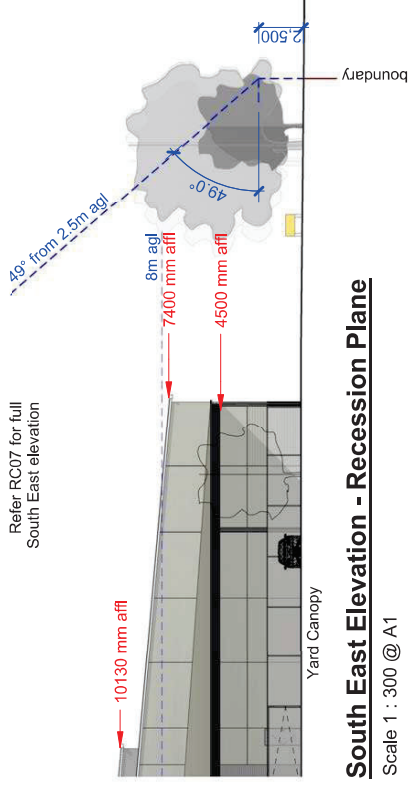 Refer RC07 for full
South East elevation
49° from 2.5m agl
8m agl
10130 mm affl
7400 mm affl
4500 mm affl
49.0°
2,500
boundary
Yard Canopy
South East Elevation - Recession Plane
Scale 1 : 300 @ A1